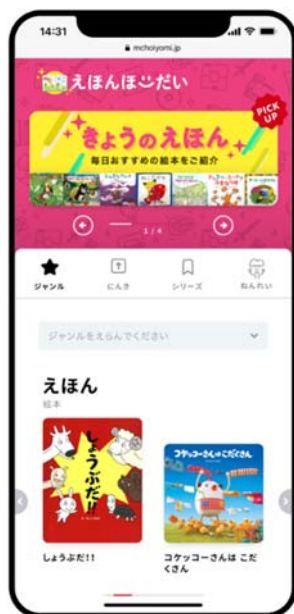 14:31
mchoiyomi.jp
えほんほーだい
PICK UP
きょうのえほん
毎日おすすめの絵本をご紹介
1 / 4
ジャンル
にんき
シリーズ
ねんれい
ジャンルをえらんでください
えほん
絵本
しょうぶだ!!
コケッコーさんはこだくさん
しょうぶだ!!
コケッコーさんは こだ
くさん